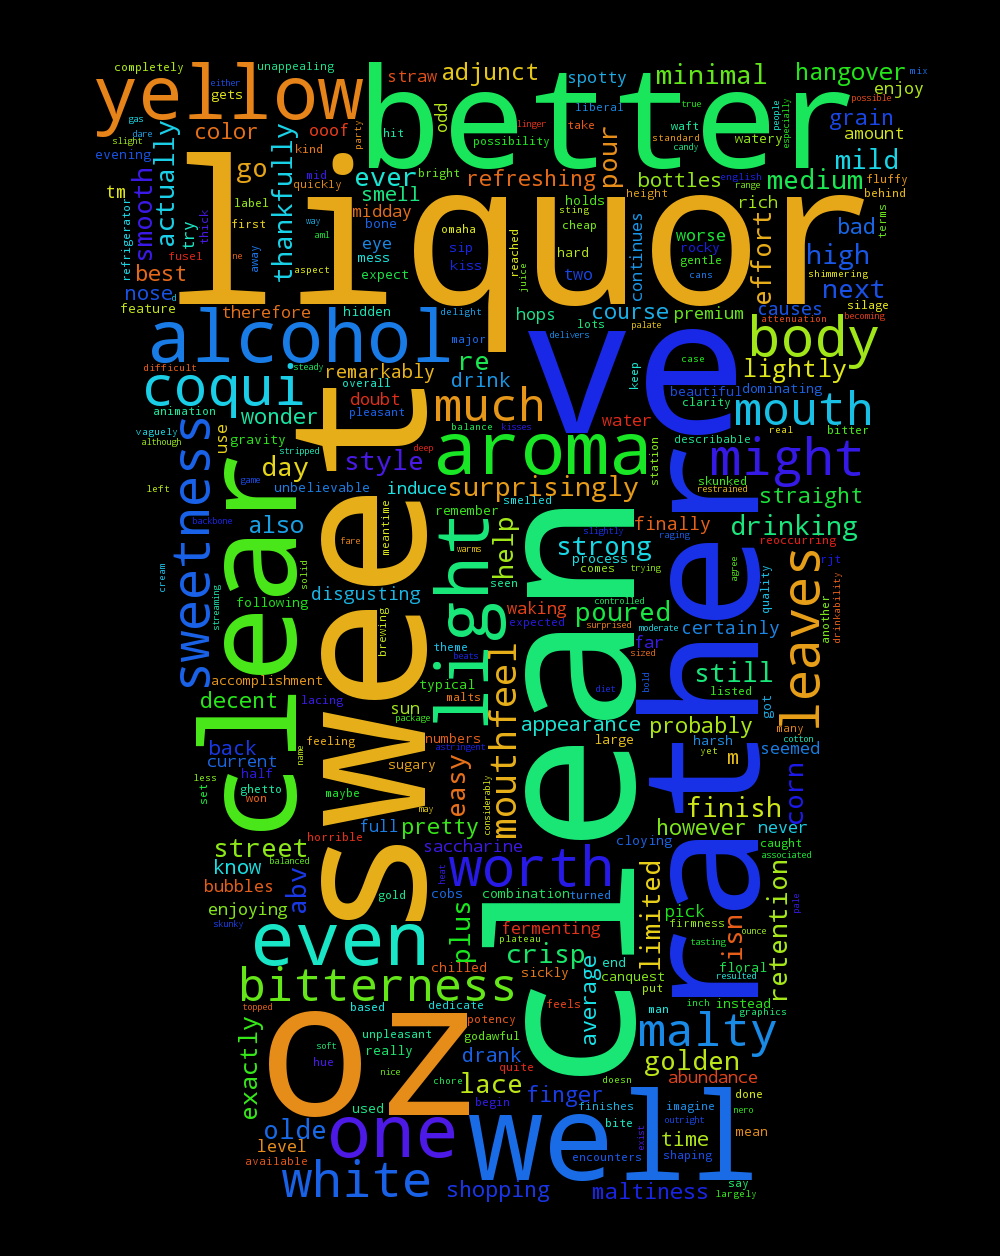 completely unappealing
either
yellow
gets
straw
adjunct
better
spotty
minimal
hangover
mix
enjoy
liberal
true
possible
gas
dare
slight
color
ooof
party
hit
odd
linger
take
possibility
waft
standard
candy
people
especially
watery
grain
amount
evening
kind
mid
quickly
ever
smell
bright
refreshing
pour
bottles
english
range
medium
mild
fluffy
behind
tm
smooth
actually
thankfully
go
label
first
way
aml
midday
bone
omaha
holds
sting
cheap
height
rich
worse
rocky
gentle
cans
effort
bad
terms
refrigerator
try
thick
fusel
ne
away
aspect
eye
mess
expect
sip
kiss
reached
juice
hard
two
continues
high
shimmering
next
liquor
best
nose
d
feature
therefore
hidden
delight
hops
lots
course
palate
premium
causes
attenuation
silage
becoming
alcohol
major
delivers
ve
body
difficult
steady
remarkably
re
case
lightly
coqui
overall
drink
keep
beautiful
dominating
animation
wonder
doubt
pleasant
much
water
clarity
mouth
vaguely
although
gravity
stripped
deep
balance
kisses
aroma
station
describable
real
bitter
left
use
day
style
might
game
unbelievable
induce
surprisingly
skunked
restrained
straight
sweetness
backbone
also
meantime
remember
smelled
slightly
finally
raging
drinking
clear
fare
sweet
light
warms
help
strong
process
reoccurring
cream
streaming
solid
disgusting
seen
comes
trying
agree
quality
rjt
leaves
following
brewing
waking
controlled
poured
expected
surprised
moderate
certainly
another
drinkability
theme
far
sized
rather
accomplishment
typical
mouthfeel
diet
bold
still
listed
decent
lacing
malts
beats
sun
package
appearance
probably
got
many
cotton
back
name
feeling
numbers
astringent
large
clean
harsh
yet
m
seemed
current
half
less
set
ghetto
won
maybe
sugary
easy
considerably
corn
may
finish
street
horrible
full
pretty
however
never
know
balanced
saccharine
cloying
caught
associated
bubbles
abv
heat
worth
enjoying
gold
cobs
combination
turned
pick
pale
skunky
plus
fermenting
plateau
limited
firmness
isn
ounce
retention
even
crisp
tasting
chilled
sickly
end
floral
resulted
bitterness
average
canquest
put
feels
topped
based
dedicate
inch
instead
graphics
man
oz
potency
exactly
unpleasant
godawful
malty
soft
really
drank
hue
nice
quite
golden
chore
lace
doesn
abundance
used
begin
finger
done
finishes
imagine
nero
olde
one
well
bite
outright
mean
level
exist
time
available
encounters
shaping
white
shopping
maltiness
say
largely